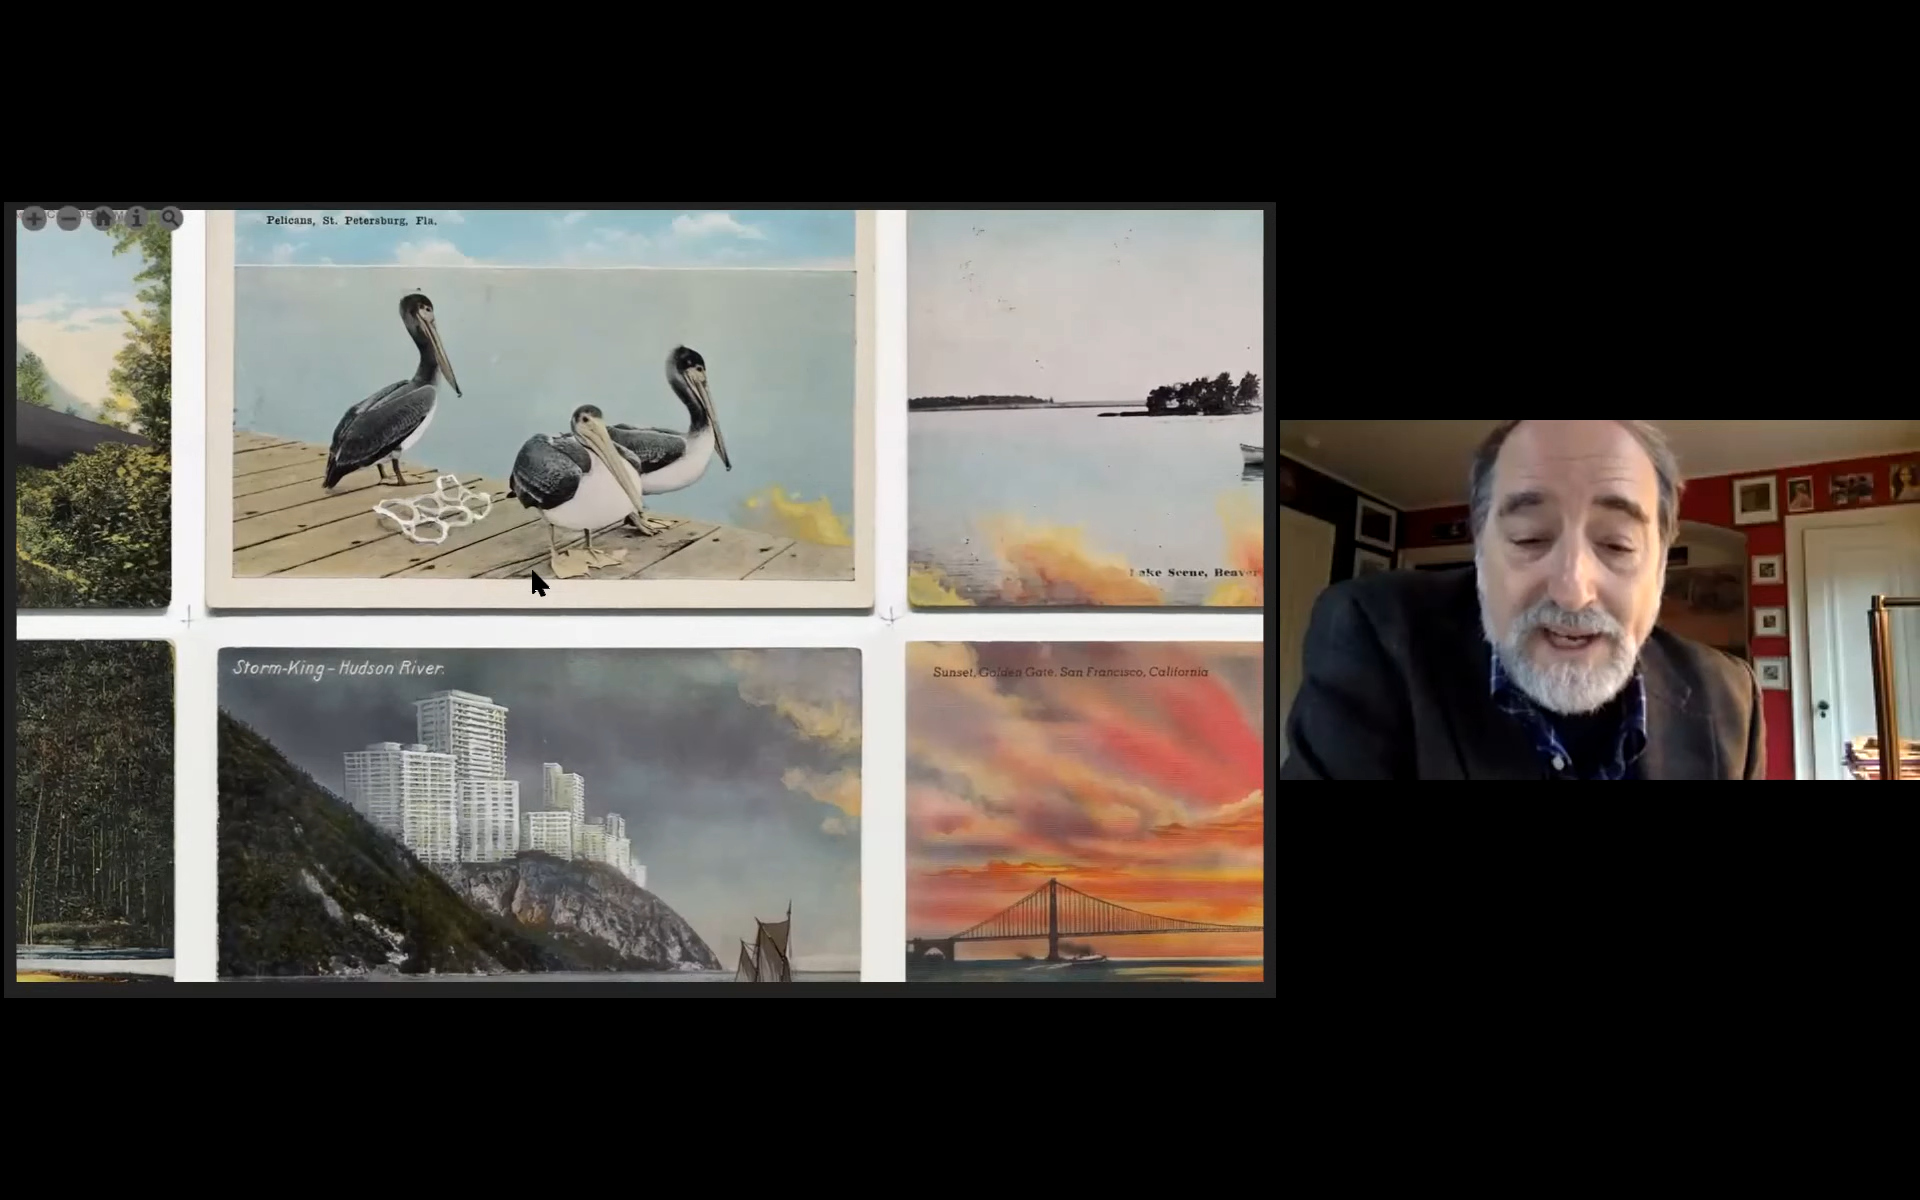 Pelicans, St. Petersburg, Fla.
Lake Scene, Beaver
Storm-King - Hudson River.
Sunset, Golden Gate. San Francisco, California